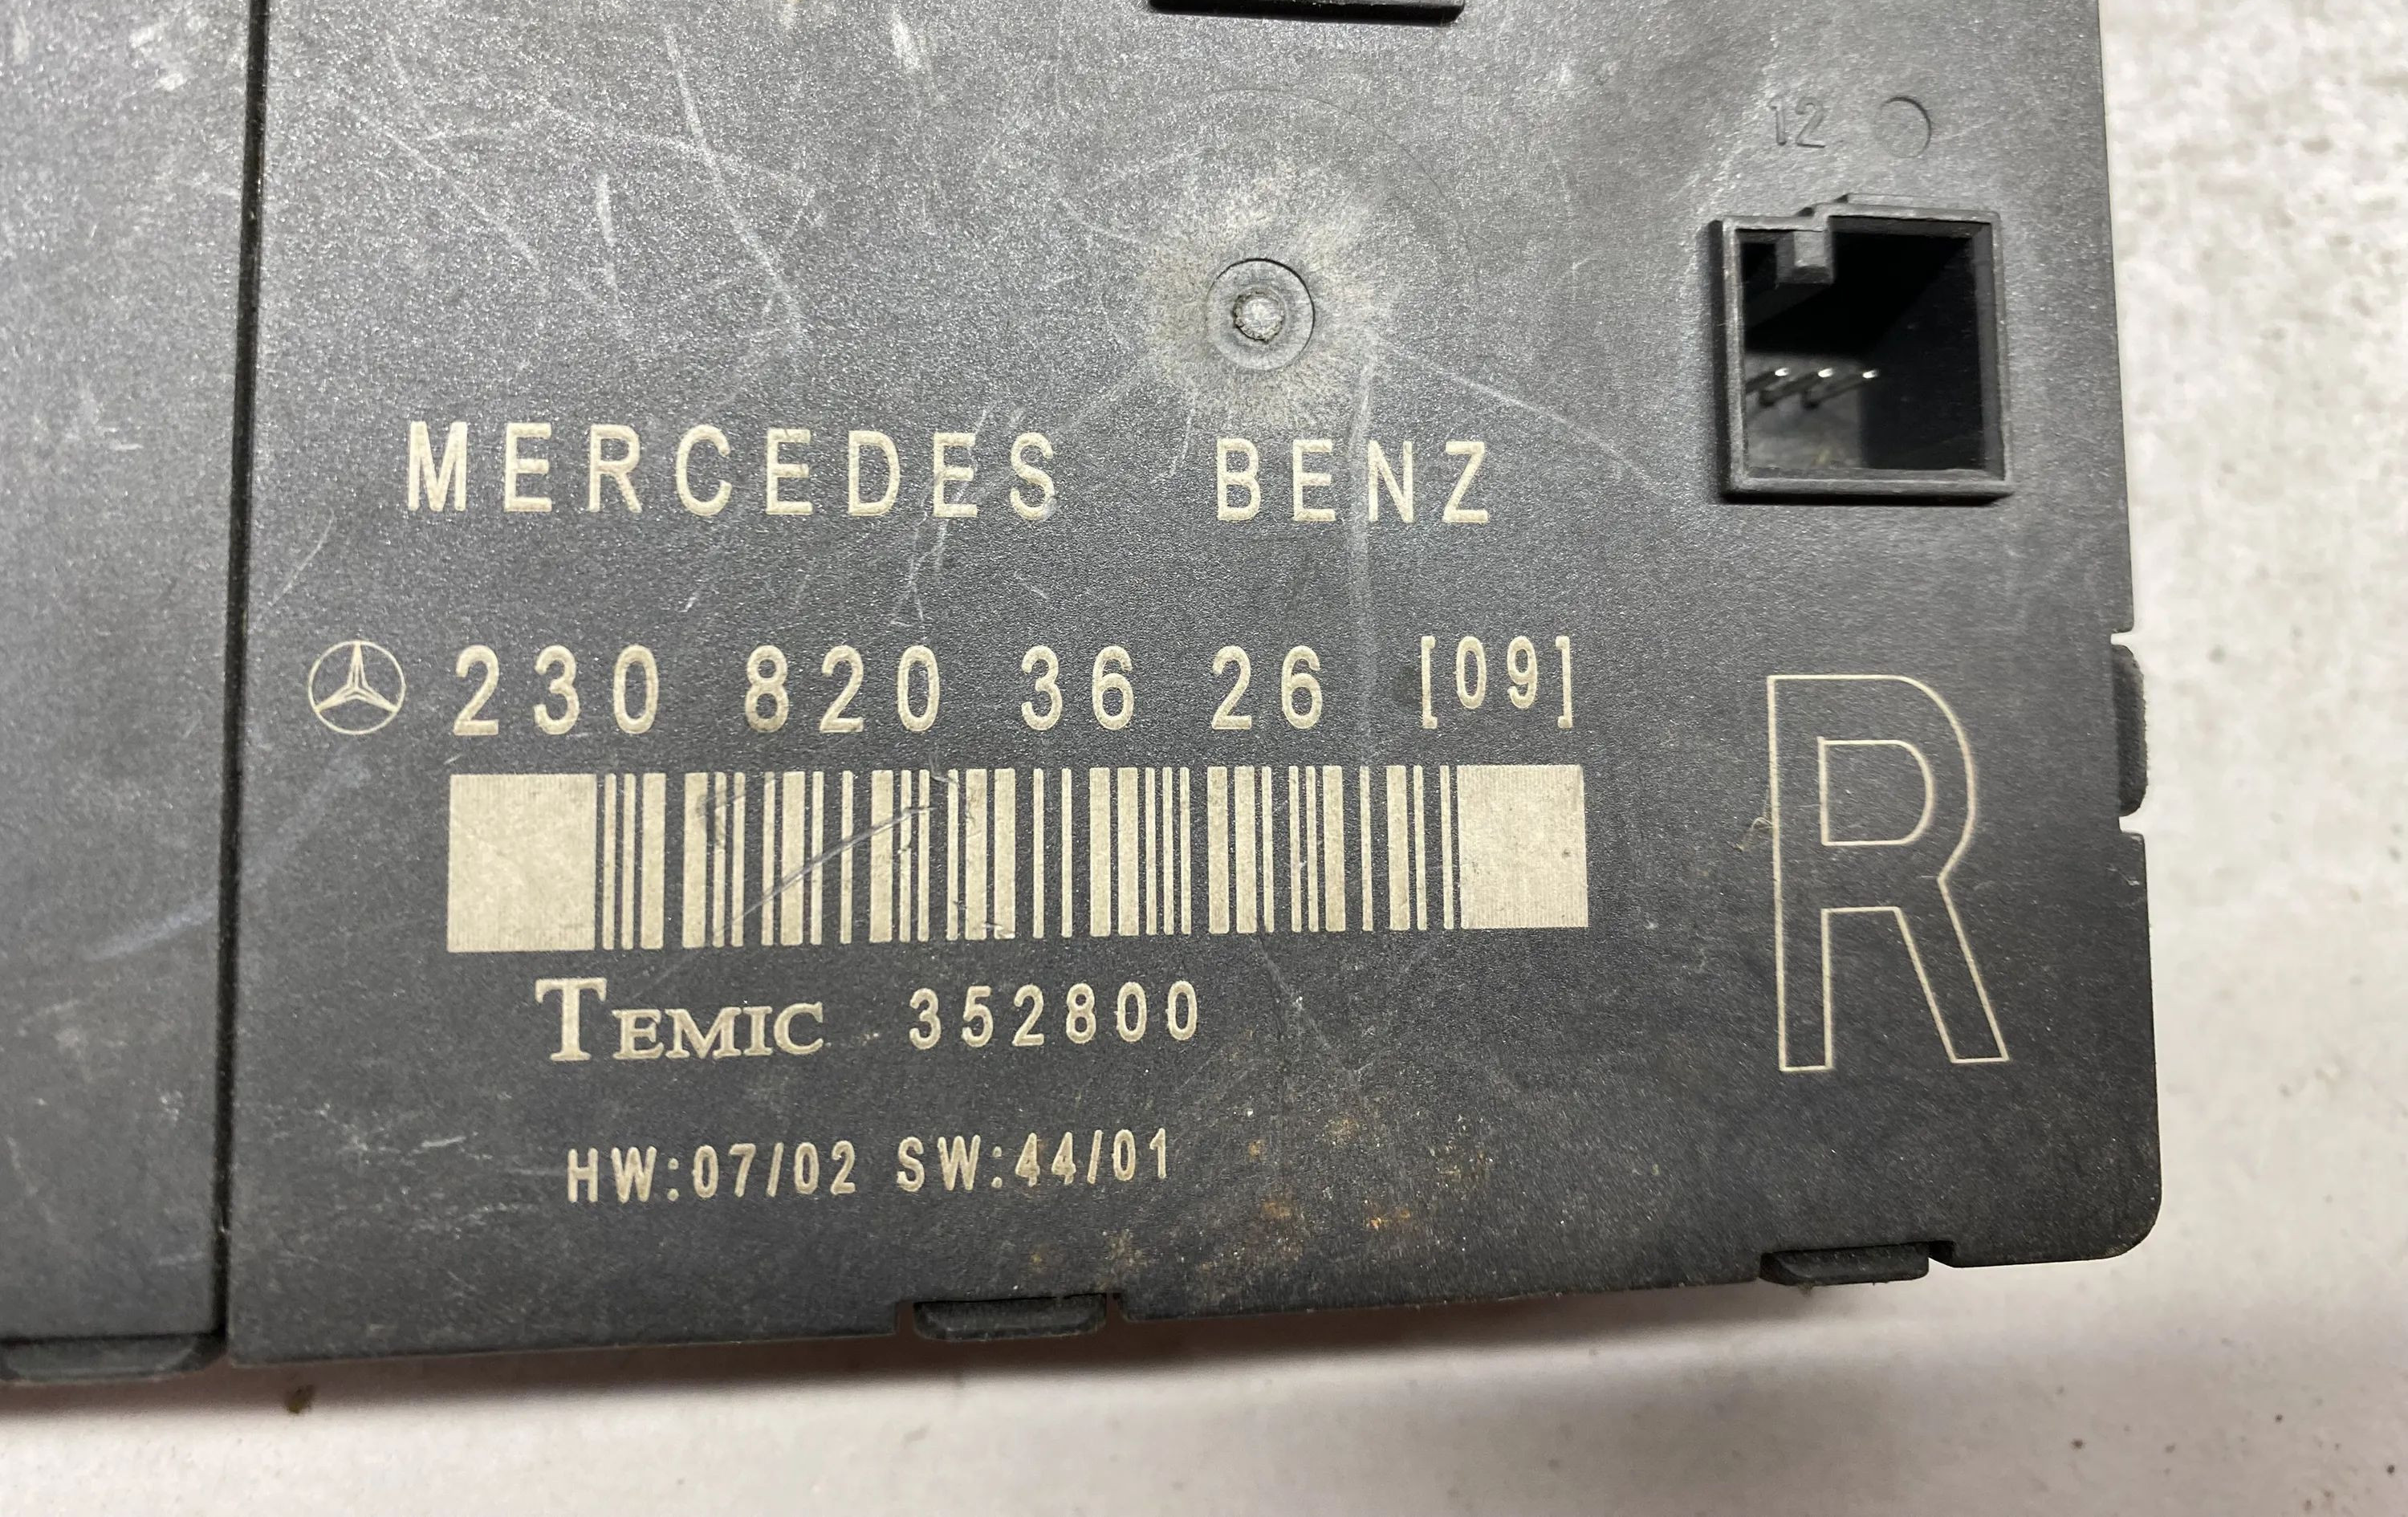 12
MERCEDES BENZ
230 820 36 26 [09]
R
TEMIC 352800
HW:07/02 SW:44/01